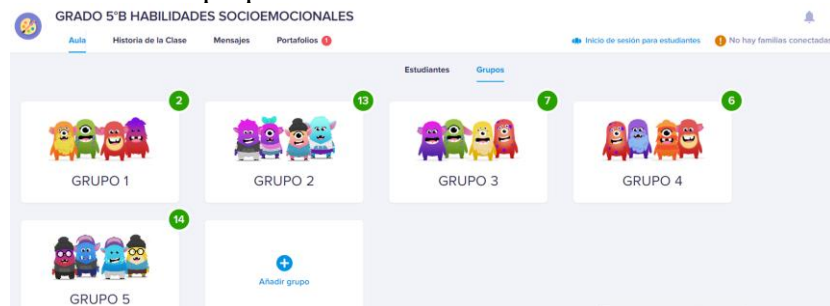 GRADO 5°B HABILIDADES SOCIOEMOCIONALES
Aula Historia de la Clase Mensajes Portafolios 1 Inicio de sesión para estudiantes No hay familias conectadas
Estudiantes Grupos
2 13 7 6
GRUPO 1 GRUPO 2 GRUPO 3 GRUPO 4
14
Añadir grupo
GRUPO 5